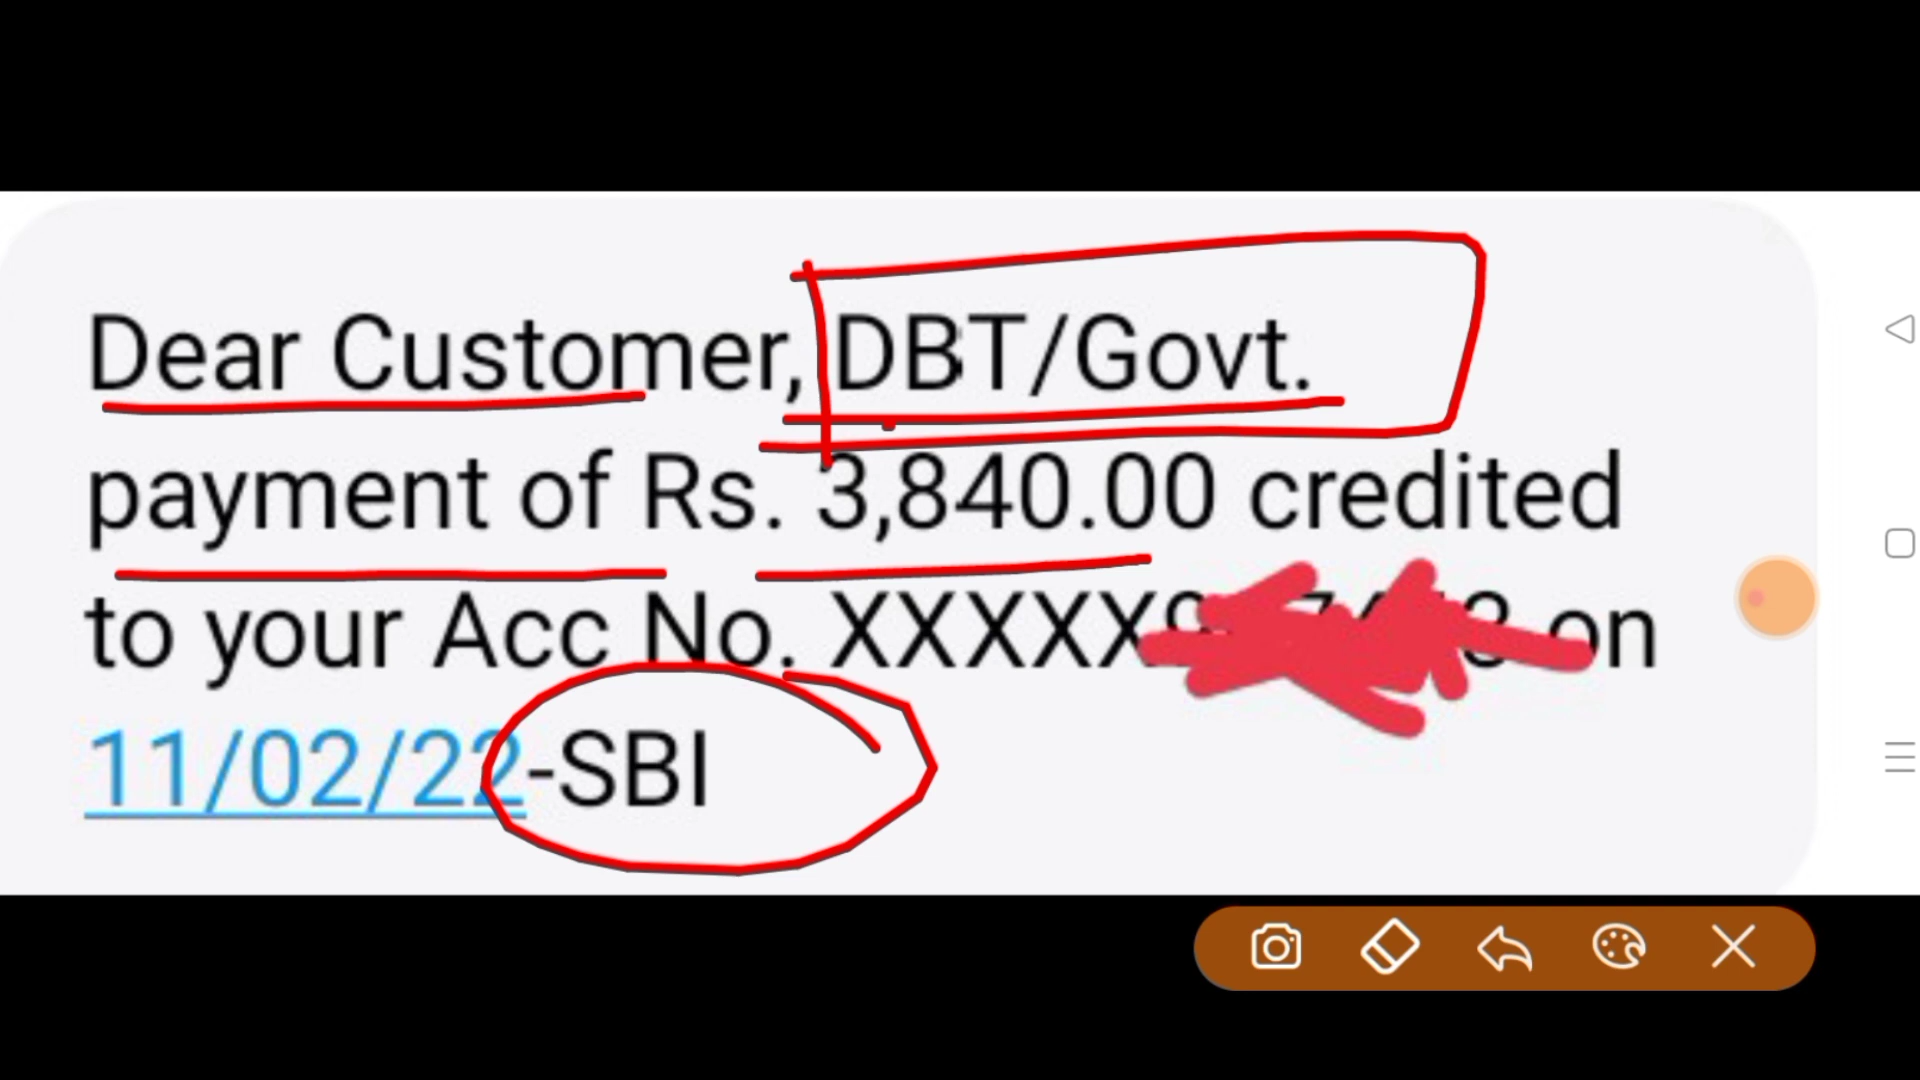 Dear Customer, DBT/Govt.
payment of Rs. 3,840.00 credited
to your Acc No. XXXXX on
11/02/22-SBI